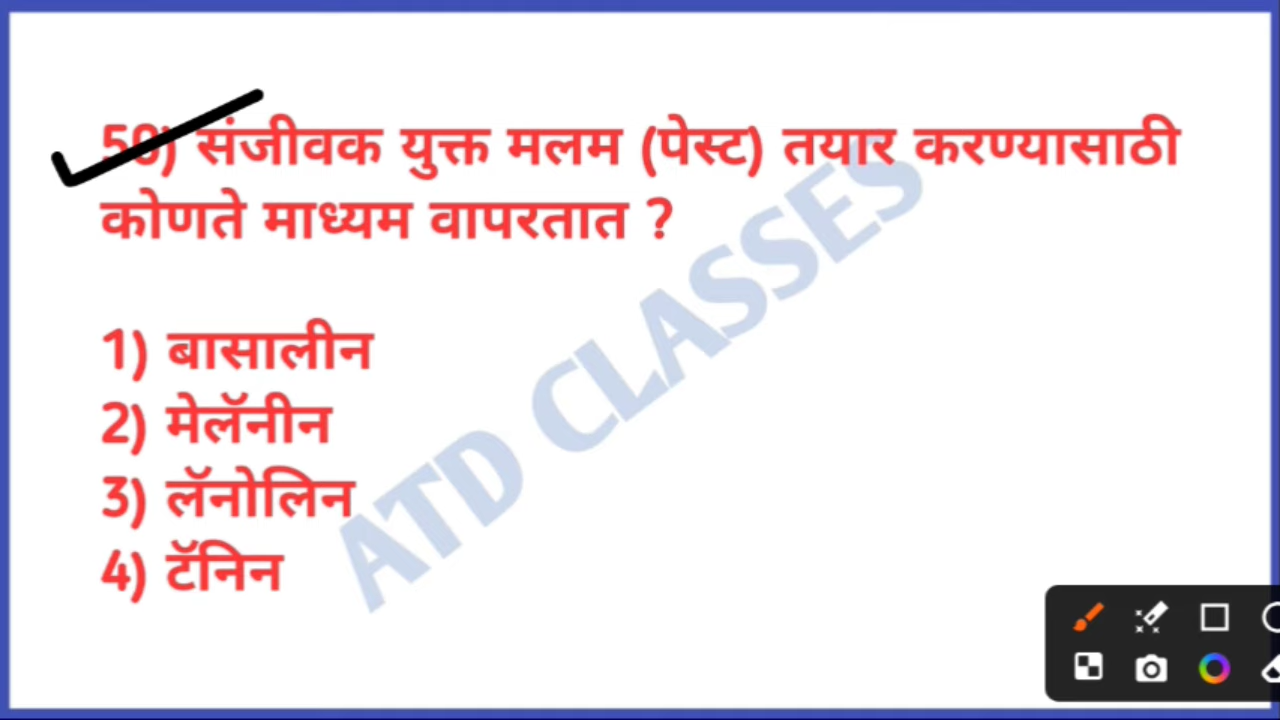 50) संजीवक युक्त मलम (पेस्ट) तयार करण्यासाठी
कोणते माध्यम वापरतात ?
1) बासालीन
2) मेलॅनीन
3) लॅनोलिन
4) टॅनिन
ATD CLASSES